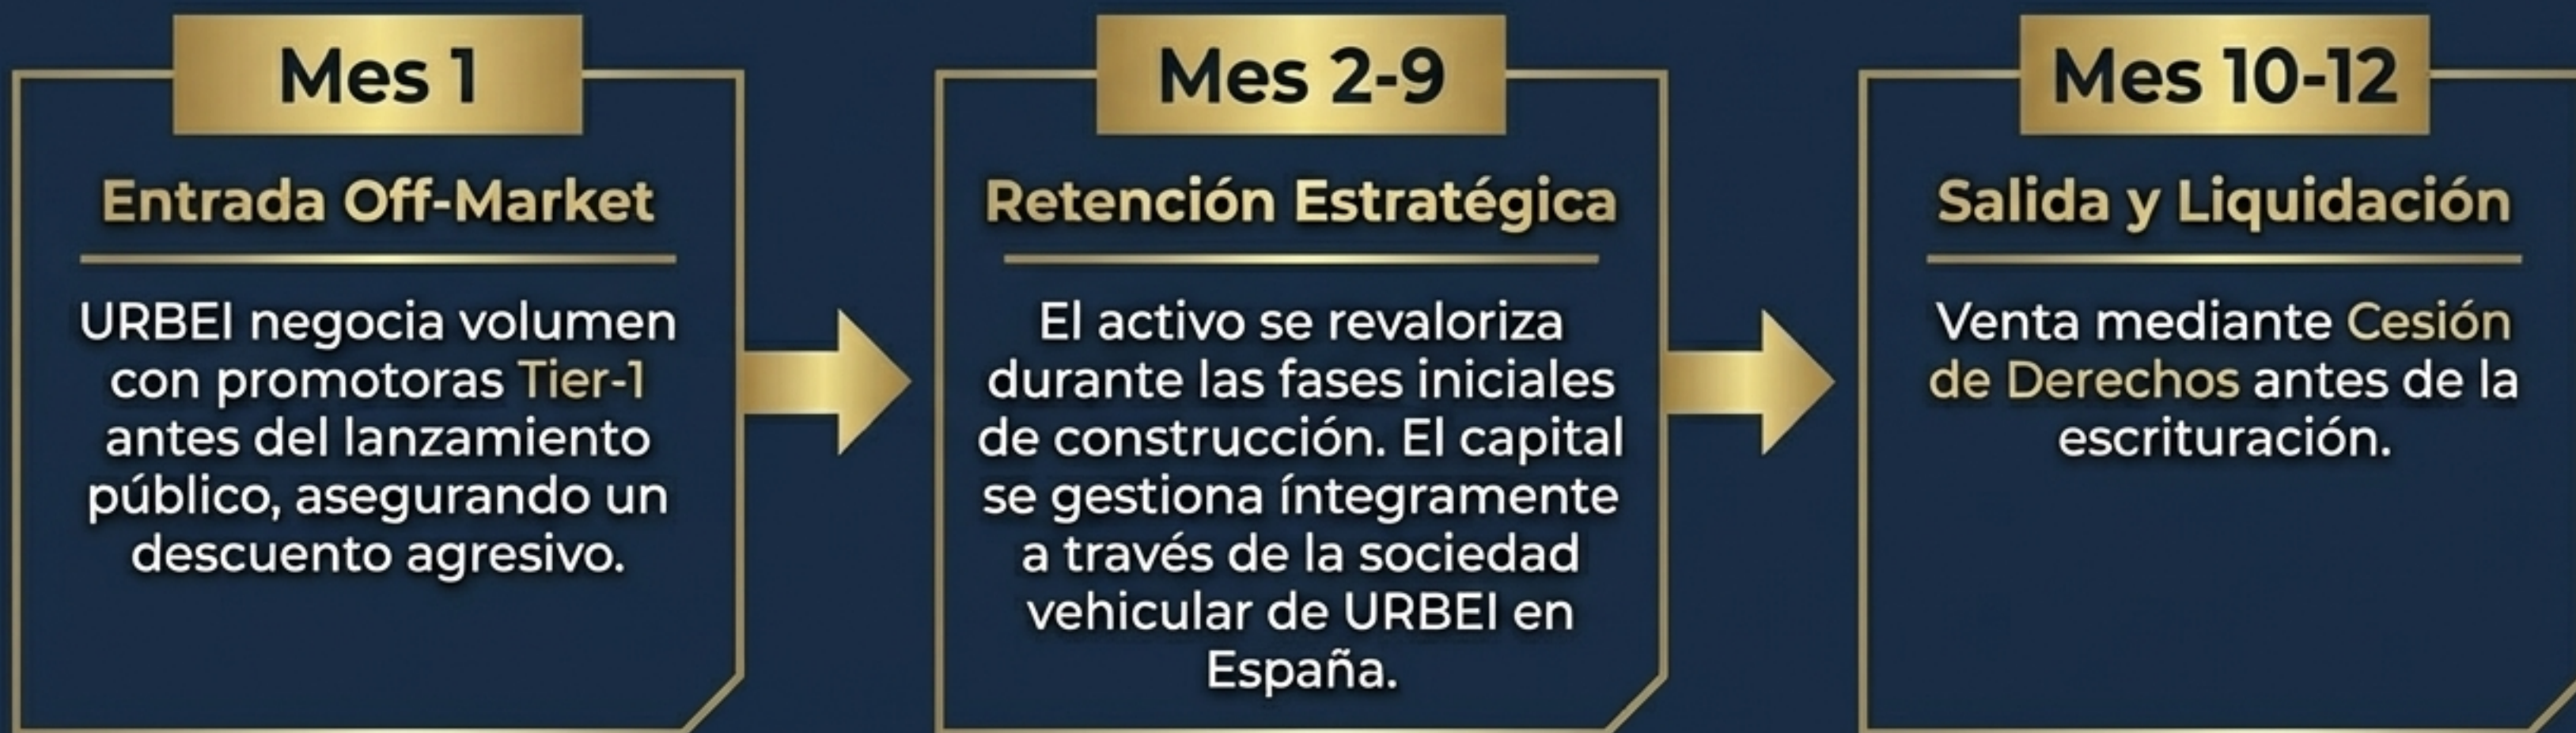 Mes 1
Entrada Off-Market
URBEI negocia volumen
con promotoras Tier-1
antes del lanzamiento
público, asegurando un
descuento agresivo.
Mes 2-9
Retención Estratégica
El activo se revaloriza
durante las fases iniciales
de construcción. El capital
se gestiona íntegramente
a través de la sociedad
vehicular de URBEI en
España.
Mes 10-12
Salida y Liquidación
Venta mediante Cesión
de Derechos antes de la
escrituración.